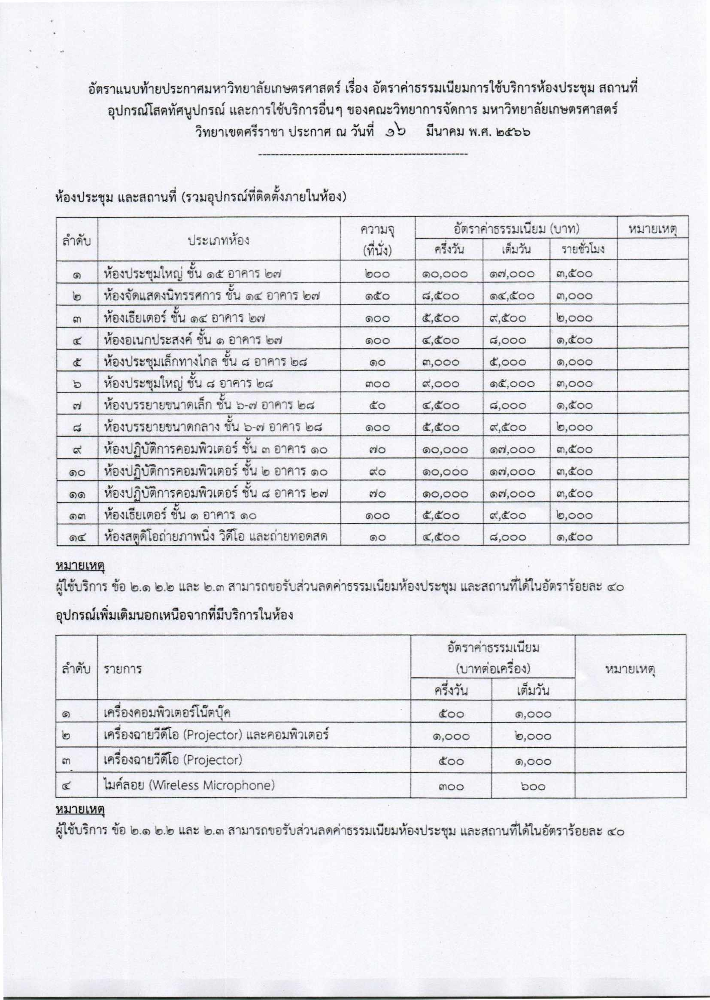 อัตราแนบท้ายประกาศมหาวิทยาลัยเกษตรศาสตร์ เรื่อง อัตราค่าธรรมเนียมการใช้บริการห้องประชุม สถานที่
อุปกรณ์โสตทัศนูปกรณ์ และการใช้บริการอื่นๆ ของคณะวิทยาการจัดการ มหาวิทยาลัยเกษตรศาสตร์
วิทยาเขตศรีราชา ประกาศ ณ วันที่ ๑๖ มีนาคม พ.ศ. ๒๕๖๖
------------------------------------------------
ห้องประชุม และสถานที่ (รวมอุปกรณ์ที่ติดตั้งภายในห้อง)
ลำดับ ประเภทห้อง ความจุ (ที่นั่ง) อัตราค่าธรรมเนียม (บาท) หมายเหตุ
ครึ่งวัน เต็มวัน รายชั่วโมง
๑ ห้องประชุมใหญ่ ชั้น ๑๕ อาคาร ๒๗ ๒๐๐ ๑๐,๐๐๐ ๑๗,๐๐๐ ๓,๕๐๐
๒ ห้องจัดแสดงนิทรรศการ ชั้น ๑๔ อาคาร ๒๗ ๑๕๐ ๘,๕๐๐ ๑๔,๕๐๐ ๓,๐๐๐
๓ ห้องเธียเตอร์ ชั้น ๑๔ อาคาร ๒๗ ๑๐๐ ๕,๕๐๐ ๙,๕๐๐ ๒,๐๐๐
๔ ห้องอเนกประสงค์ ชั้น ๑ อาคาร ๒๗ ๑๐๐ ๔,๕๐๐ ๘,๐๐๐ ๑,๕๐๐
๕ ห้องประชุมเล็กทางไกล ชั้น ๘ อาคาร ๒๘ ๑๐ ๓,๐๐๐ ๕,๐๐๐ ๑,๐๐๐
๖ ห้องประชุมใหญ่ ชั้น ๘ อาคาร ๒๘ ๓๐๐ ๙,๐๐๐ ๑๕,๐๐๐ ๓,๐๐๐
๗ ห้องบรรยายขนาดเล็ก ชั้น ๖-๗ อาคาร ๒๘ ๕๐ ๔,๕๐๐ ๘,๐๐๐ ๑,๕๐๐
๘ ห้องบรรยายขนาดกลาง ชั้น ๖-๗ อาคาร ๒๘ ๑๐๐ ๕,๕๐๐ ๙,๕๐๐ ๒,๐๐๐
๙ ห้องปฏิบัติการคอมพิวเตอร์ ชั้น ๓ อาคาร ๑๐ ๗๐ ๑๐,๐๐๐ ๑๗,๐๐๐ ๓,๕๐๐
๑๐ ห้องปฏิบัติการคอมพิวเตอร์ ชั้น ๒ อาคาร ๑๐ ๙๐ ๑๐,๐๐๐ ๑๗,๐๐๐ ๓,๕๐๐
๑๑ ห้องปฏิบัติการคอมพิวเตอร์ ชั้น ๘ อาคาร ๒๗ ๗๐ ๑๐,๐๐๐ ๑๗,๐๐๐ ๓,๕๐๐
๑๓ ห้องเธียเตอร์ ชั้น ๑ อาคาร ๑๐ ๑๐๐ ๕,๕๐๐ ๙,๕๐๐ ๒,๐๐๐
๑๔ ห้องสตูดิโอถ่ายภาพนิ่ง วิดีโอ และถ่ายทอดสด ๑๐ ๔,๕๐๐ ๘,๐๐๐ ๑,๕๐๐
หมายเหตุ
ผู้ใช้บริการ ข้อ ๒.๑ ๒.๒ และ ๒.๓ สามารถขอรับส่วนลดค่าธรรมเนียมห้องประชุม และสถานที่ได้ในอัตราร้อยละ ๔๐
อุปกรณ์เพิ่มเติมนอกเหนือจากที่มีบริการในห้อง
ลำดับ รายการ อัตราค่าธรรมเนียม (บาทต่อเครื่อง) หมายเหตุ
ครึ่งวัน เต็มวัน
๑ เครื่องคอมพิวเตอร์โน๊ตบุ๊ค ๕๐๐ ๑,๐๐๐
๒ เครื่องฉายวีดีโอ (Projector) และคอมพิวเตอร์ ๑,๐๐๐ ๒,๐๐๐
๓ เครื่องฉายวีดีโอ (Projector) ๕๐๐ ๑,๐๐๐
๔ ไมค์ลอย (Wireless Microphone) ๓๐๐ ๖๐๐
หมายเหตุ
ผู้ใช้บริการ ข้อ ๒.๑ ๒.๒ และ ๒.๓ สามารถขอรับส่วนลดค่าธรรมเนียมห้องประชุม และสถานที่ได้ในอัตราร้อยละ ๔๐